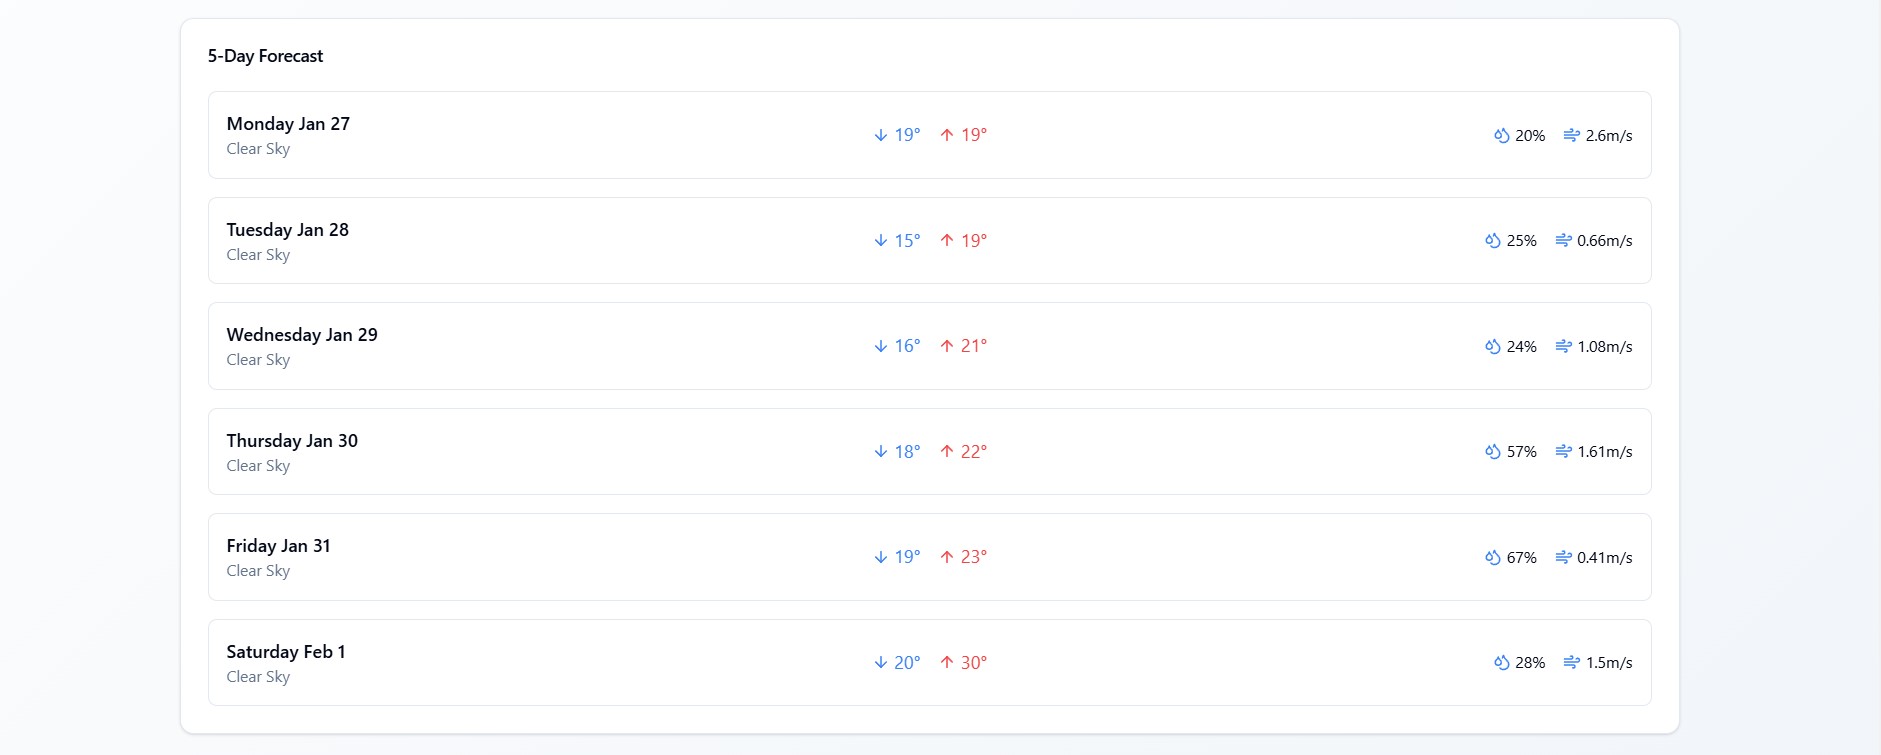 5-Day Forecast
Monday Jan 27
Clear Sky
↓ 19° ↑ 19°
20% 2.6m/s
Tuesday Jan 28
Clear Sky
↓ 15° ↑ 19°
25% 0.66m/s
Wednesday Jan 29
Clear Sky
↓ 16° ↑ 21°
24% 1.08m/s
Thursday Jan 30
Clear Sky
↓ 18° ↑ 22°
57% 1.61m/s
Friday Jan 31
Clear Sky
↓ 19° ↑ 23°
67% 0.41m/s
Saturday Feb 1
Clear Sky
↓ 20° ↑ 30°
28% 1.5m/s